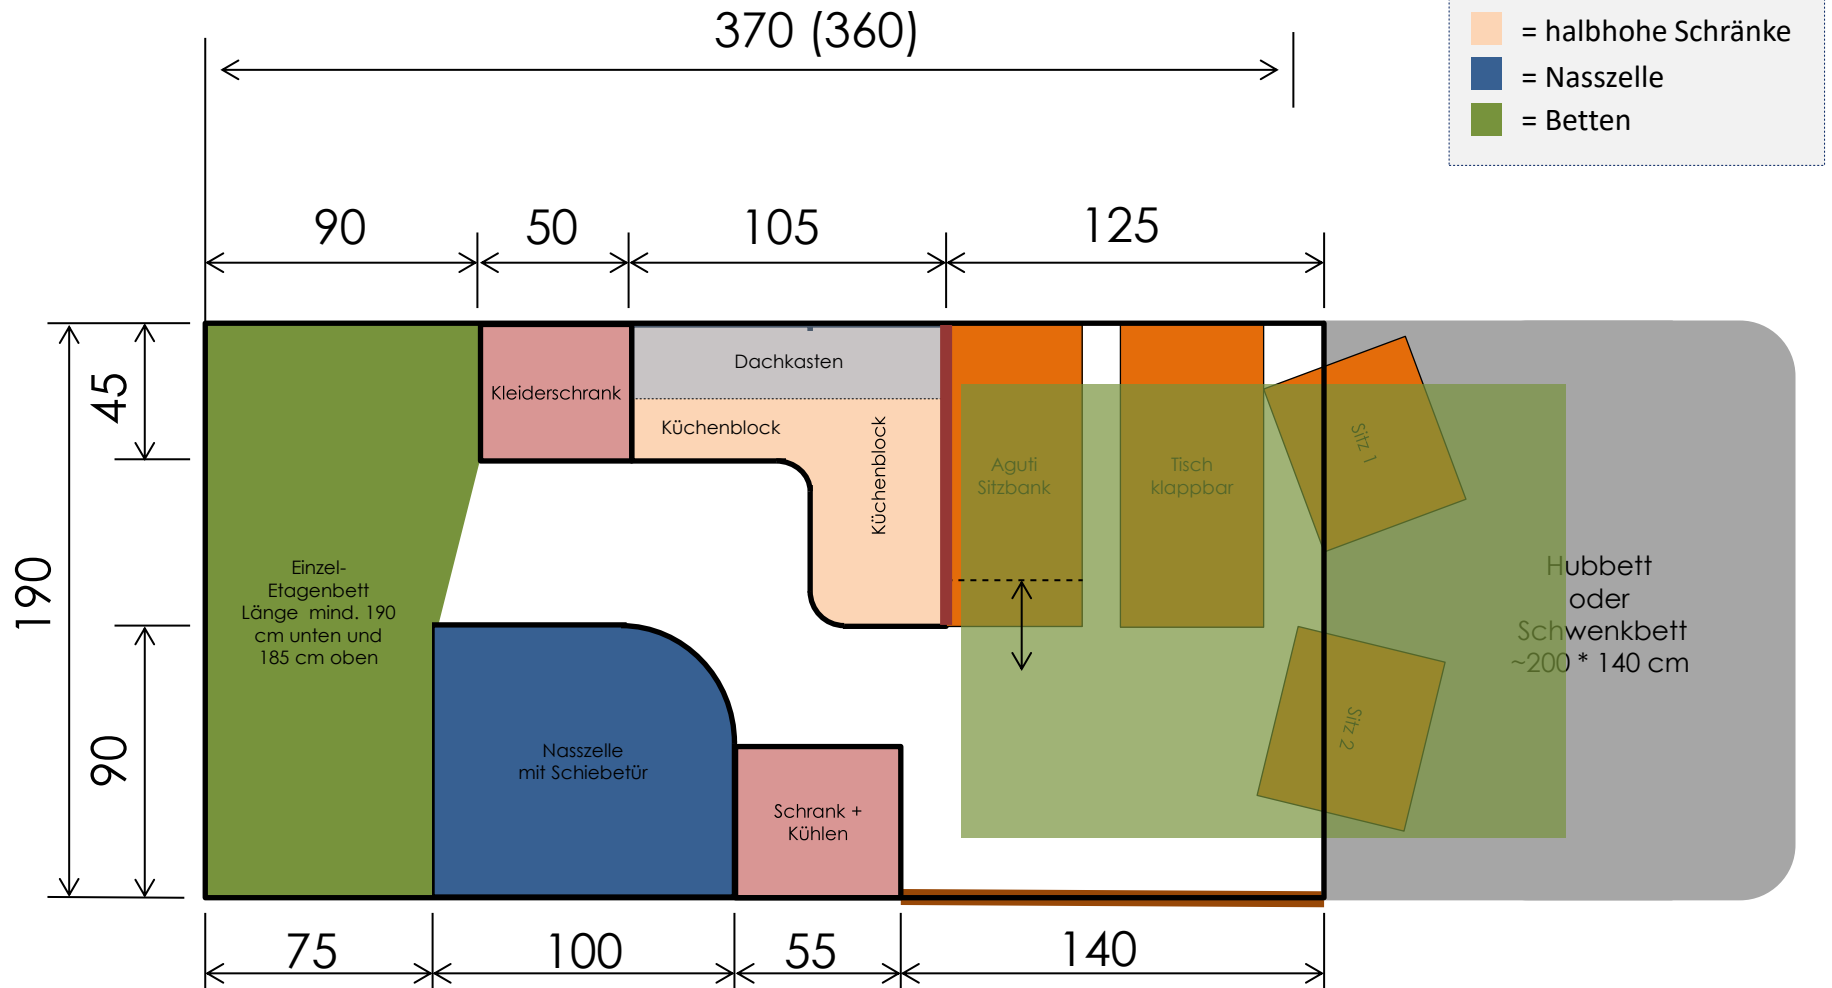 370 (360)
= halbhohe Schränke
= Nasszelle
= Betten
90
50
105
125
45
190
90
Kleiderschrank
Dachkasten
Küchenblock
Küchenblock
Aguti
Sitzbank
Tisch
klappbar
Sitz 1
Sitz 2
Hubbett
oder
Schwenkbett
~200 * 140 cm
Einzel-
Etagenbett
Länge mind. 190
cm unten und
185 cm oben
Nasszelle
mit Schiebetür
Schrank +
Kühlen
75
100
55
140